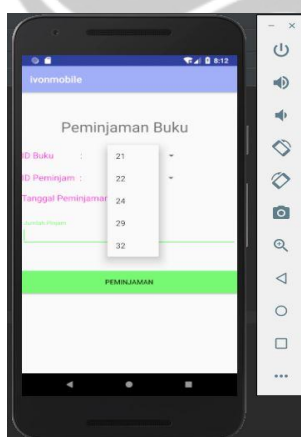 8:12
ivonmobile
Peminjaman Buku
ID Buku : 21
ID Peminjam : 22
Tanggal Peminjaman 24
29
32
PEMINJAMAN